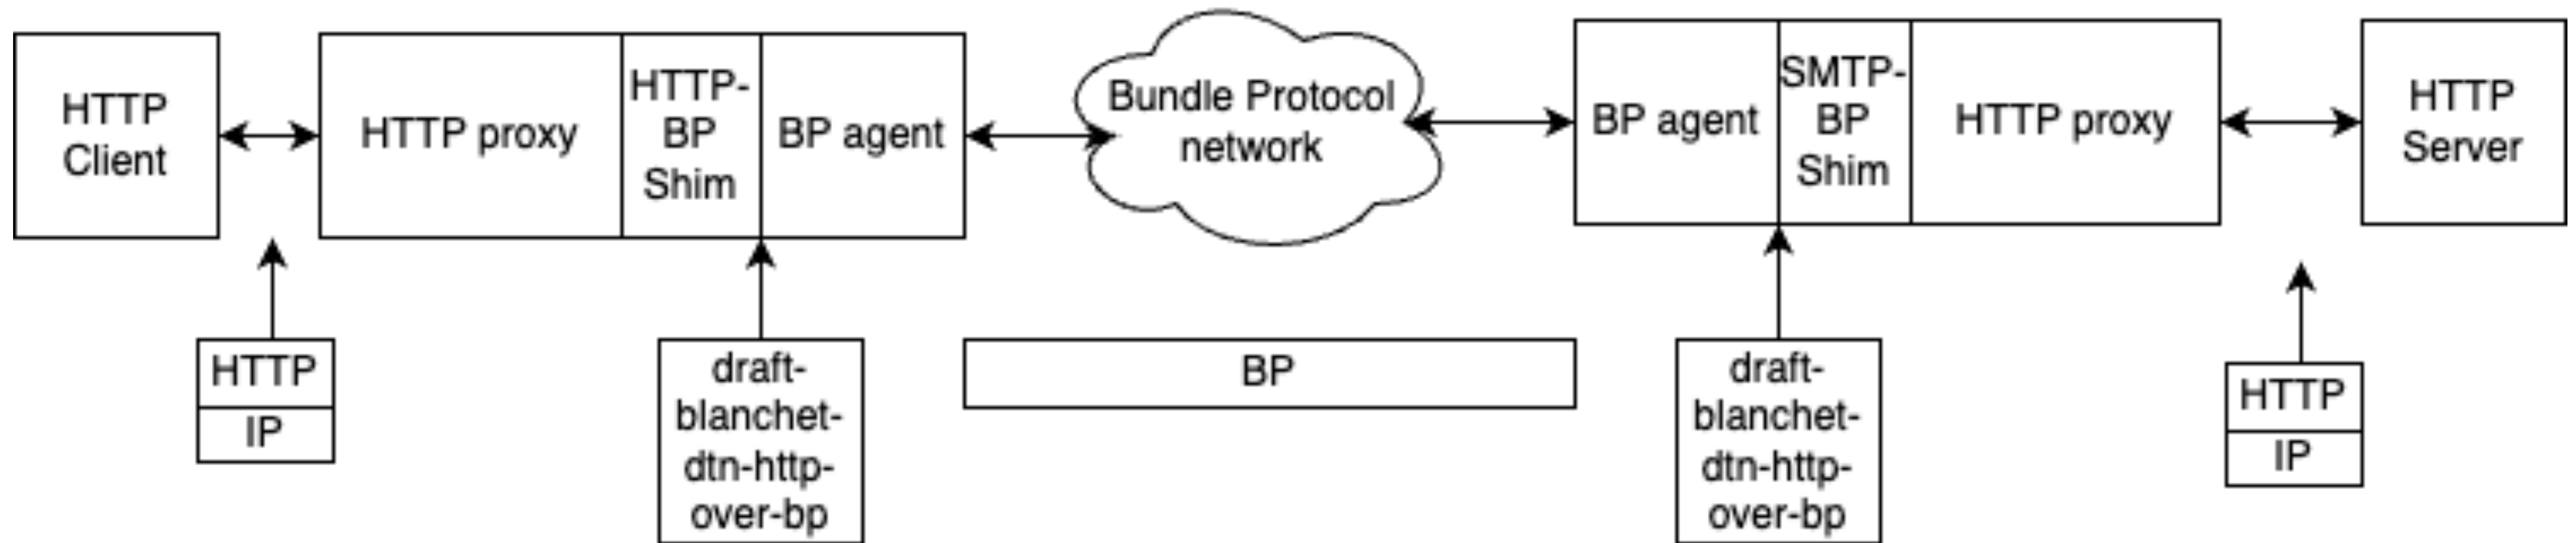 HTTP
Client
HTTP proxy
HTTP-
BP
Shim
BP agent
Bundle Protocol
network
BP agent
SMTP-
BP
Shim
HTTP proxy
HTTP
Server
HTTP
IP
draft-
blanchet-
dtn-http-
over-bp
BP
draft-
blanchet-
dtn-http-
over-bp
HTTP
IP